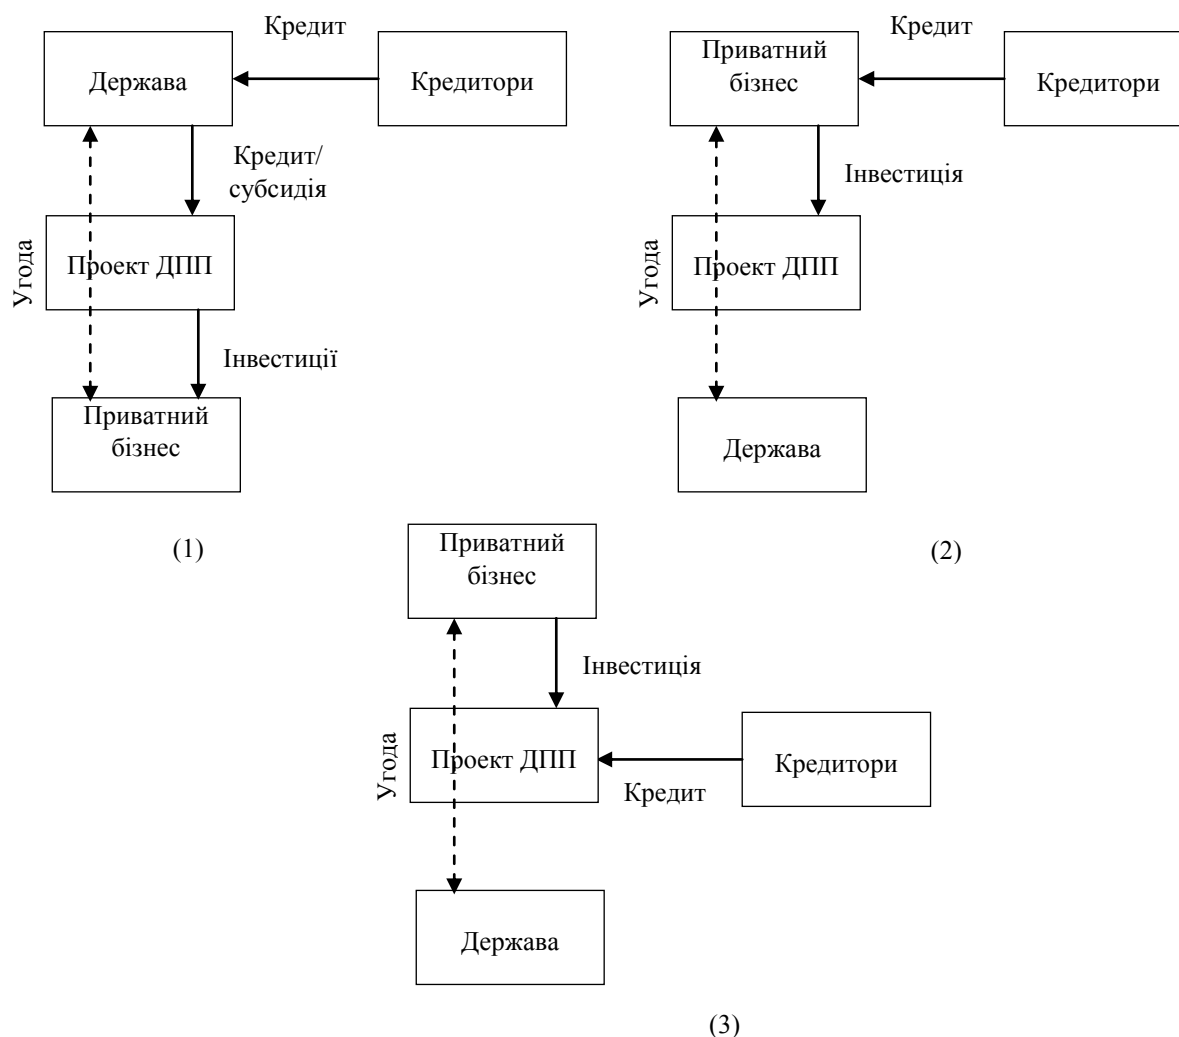 Кредит
Держава
Кредитори
Кредит/
субсидія
Угода
Проект ДПП
Інвестиції
Приватний
бізнес
(1)
Кредит
Приватний
бізнес
Кредитори
Інвестиція
Угода
Проект ДПП
Держава
(2)
Приватний
бізнес
Інвестиція
Угода
Проект ДПП
Кредитори
Кредит
Держава
(3)